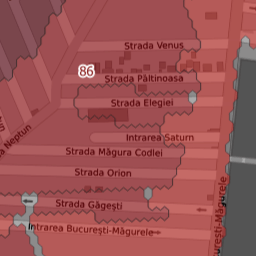 Strada Venus
86
Strada Păltinoasa
Strada Elegiei
Intrarea Saturn
Neptun
Strada Măgura Codlei
Strada Orion
Strada Găgești
Intrarea București-Măgurele
rești-Măgurele